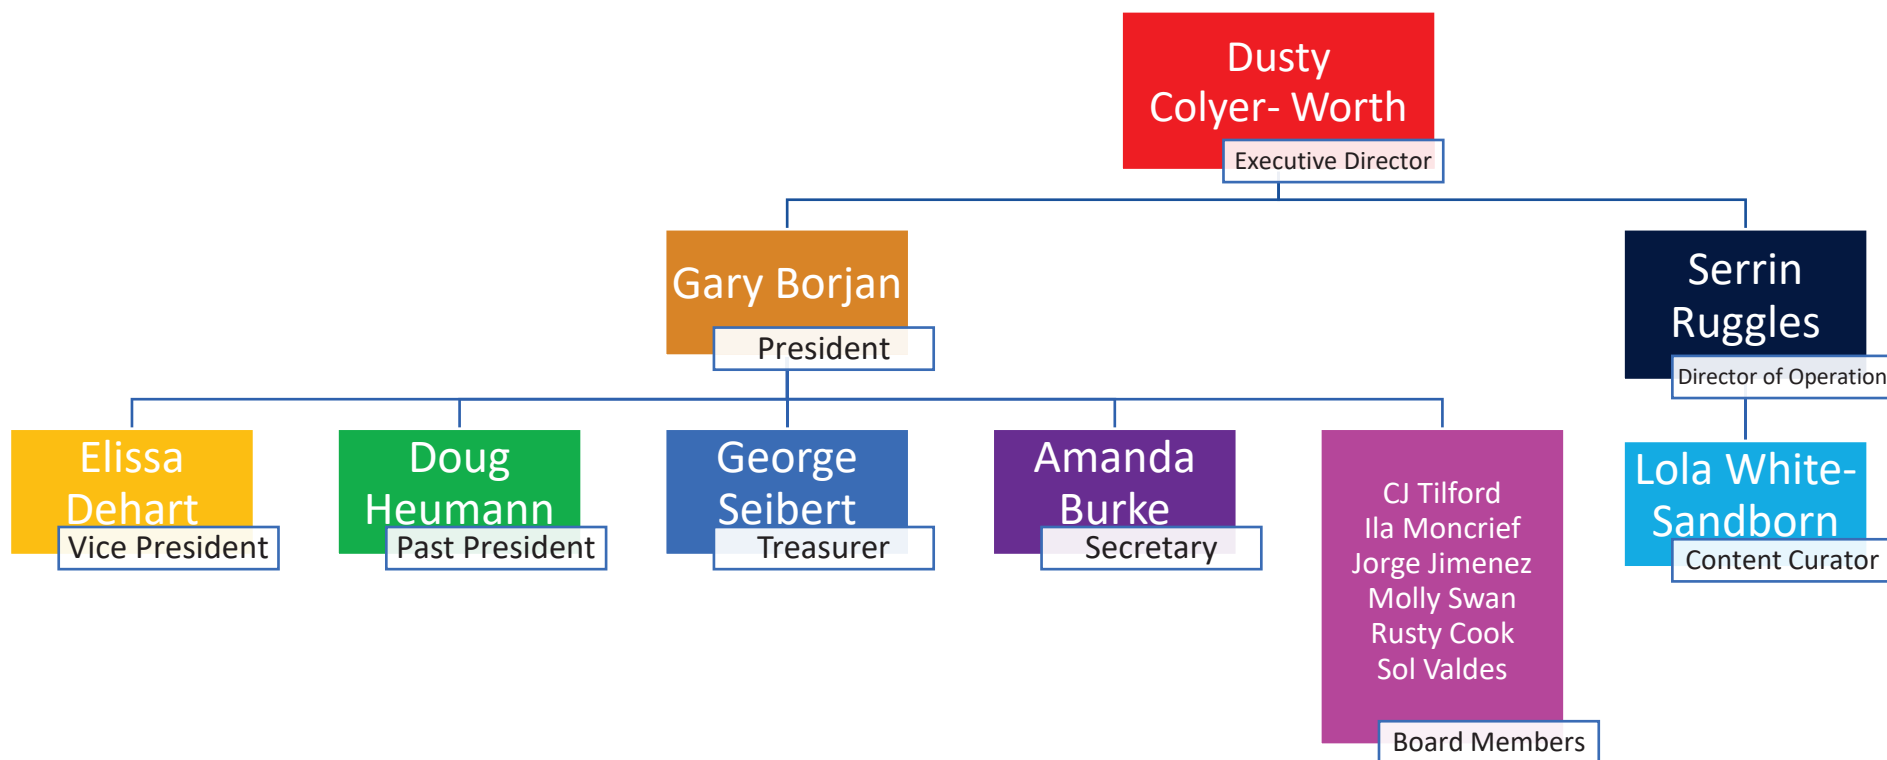 Dusty
Colyer- Worth
Executive Director
Gary Borjan
President
Serrin
Ruggles
Director of Operation
Elissa
Dehart
Vice President
Doug
Heumann
Past President
George
Seibert
Treasurer
Amanda
Burke
Secretary
CJ Tilford
Ila Moncrief
Jorge Jimenez
Molly Swan
Rusty Cook
Sol Valdes
Board Members
Lola White-
Sandborn
Content Curator